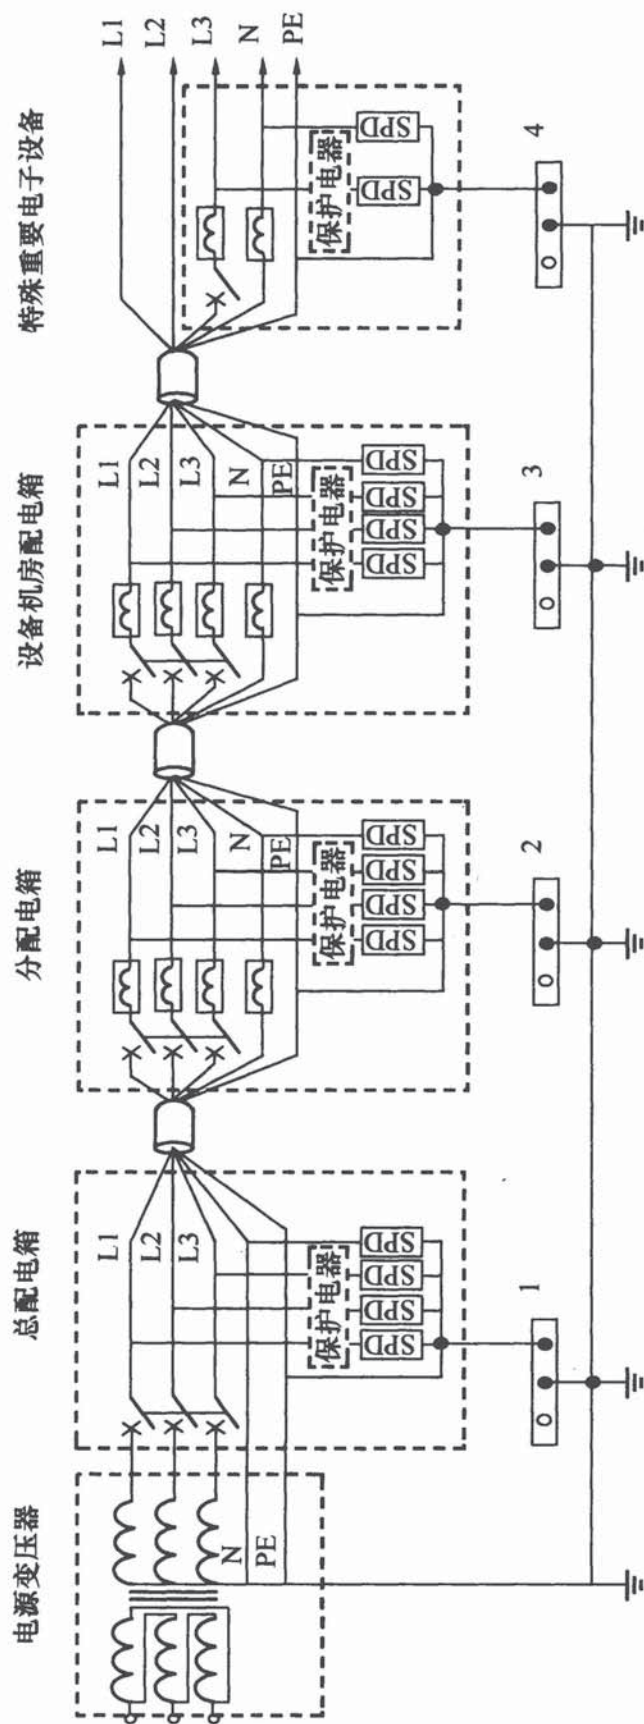 电源变压器
总配电箱
分配电箱
设备机房配电箱
特殊重要电子设备
N
PE
L1
L2
L3
保护电器
SPD
SPD
SPD
SPD
1
L1
L2
L3
N
PE
保护电器
SPD
SPD
SPD
SPD
2
L1
L2
L3
N
PE
保护电器
SPD
SPD
SPD
SPD
3
L1
L2
L3
N
PE
保护电器
SPD
SPD
4